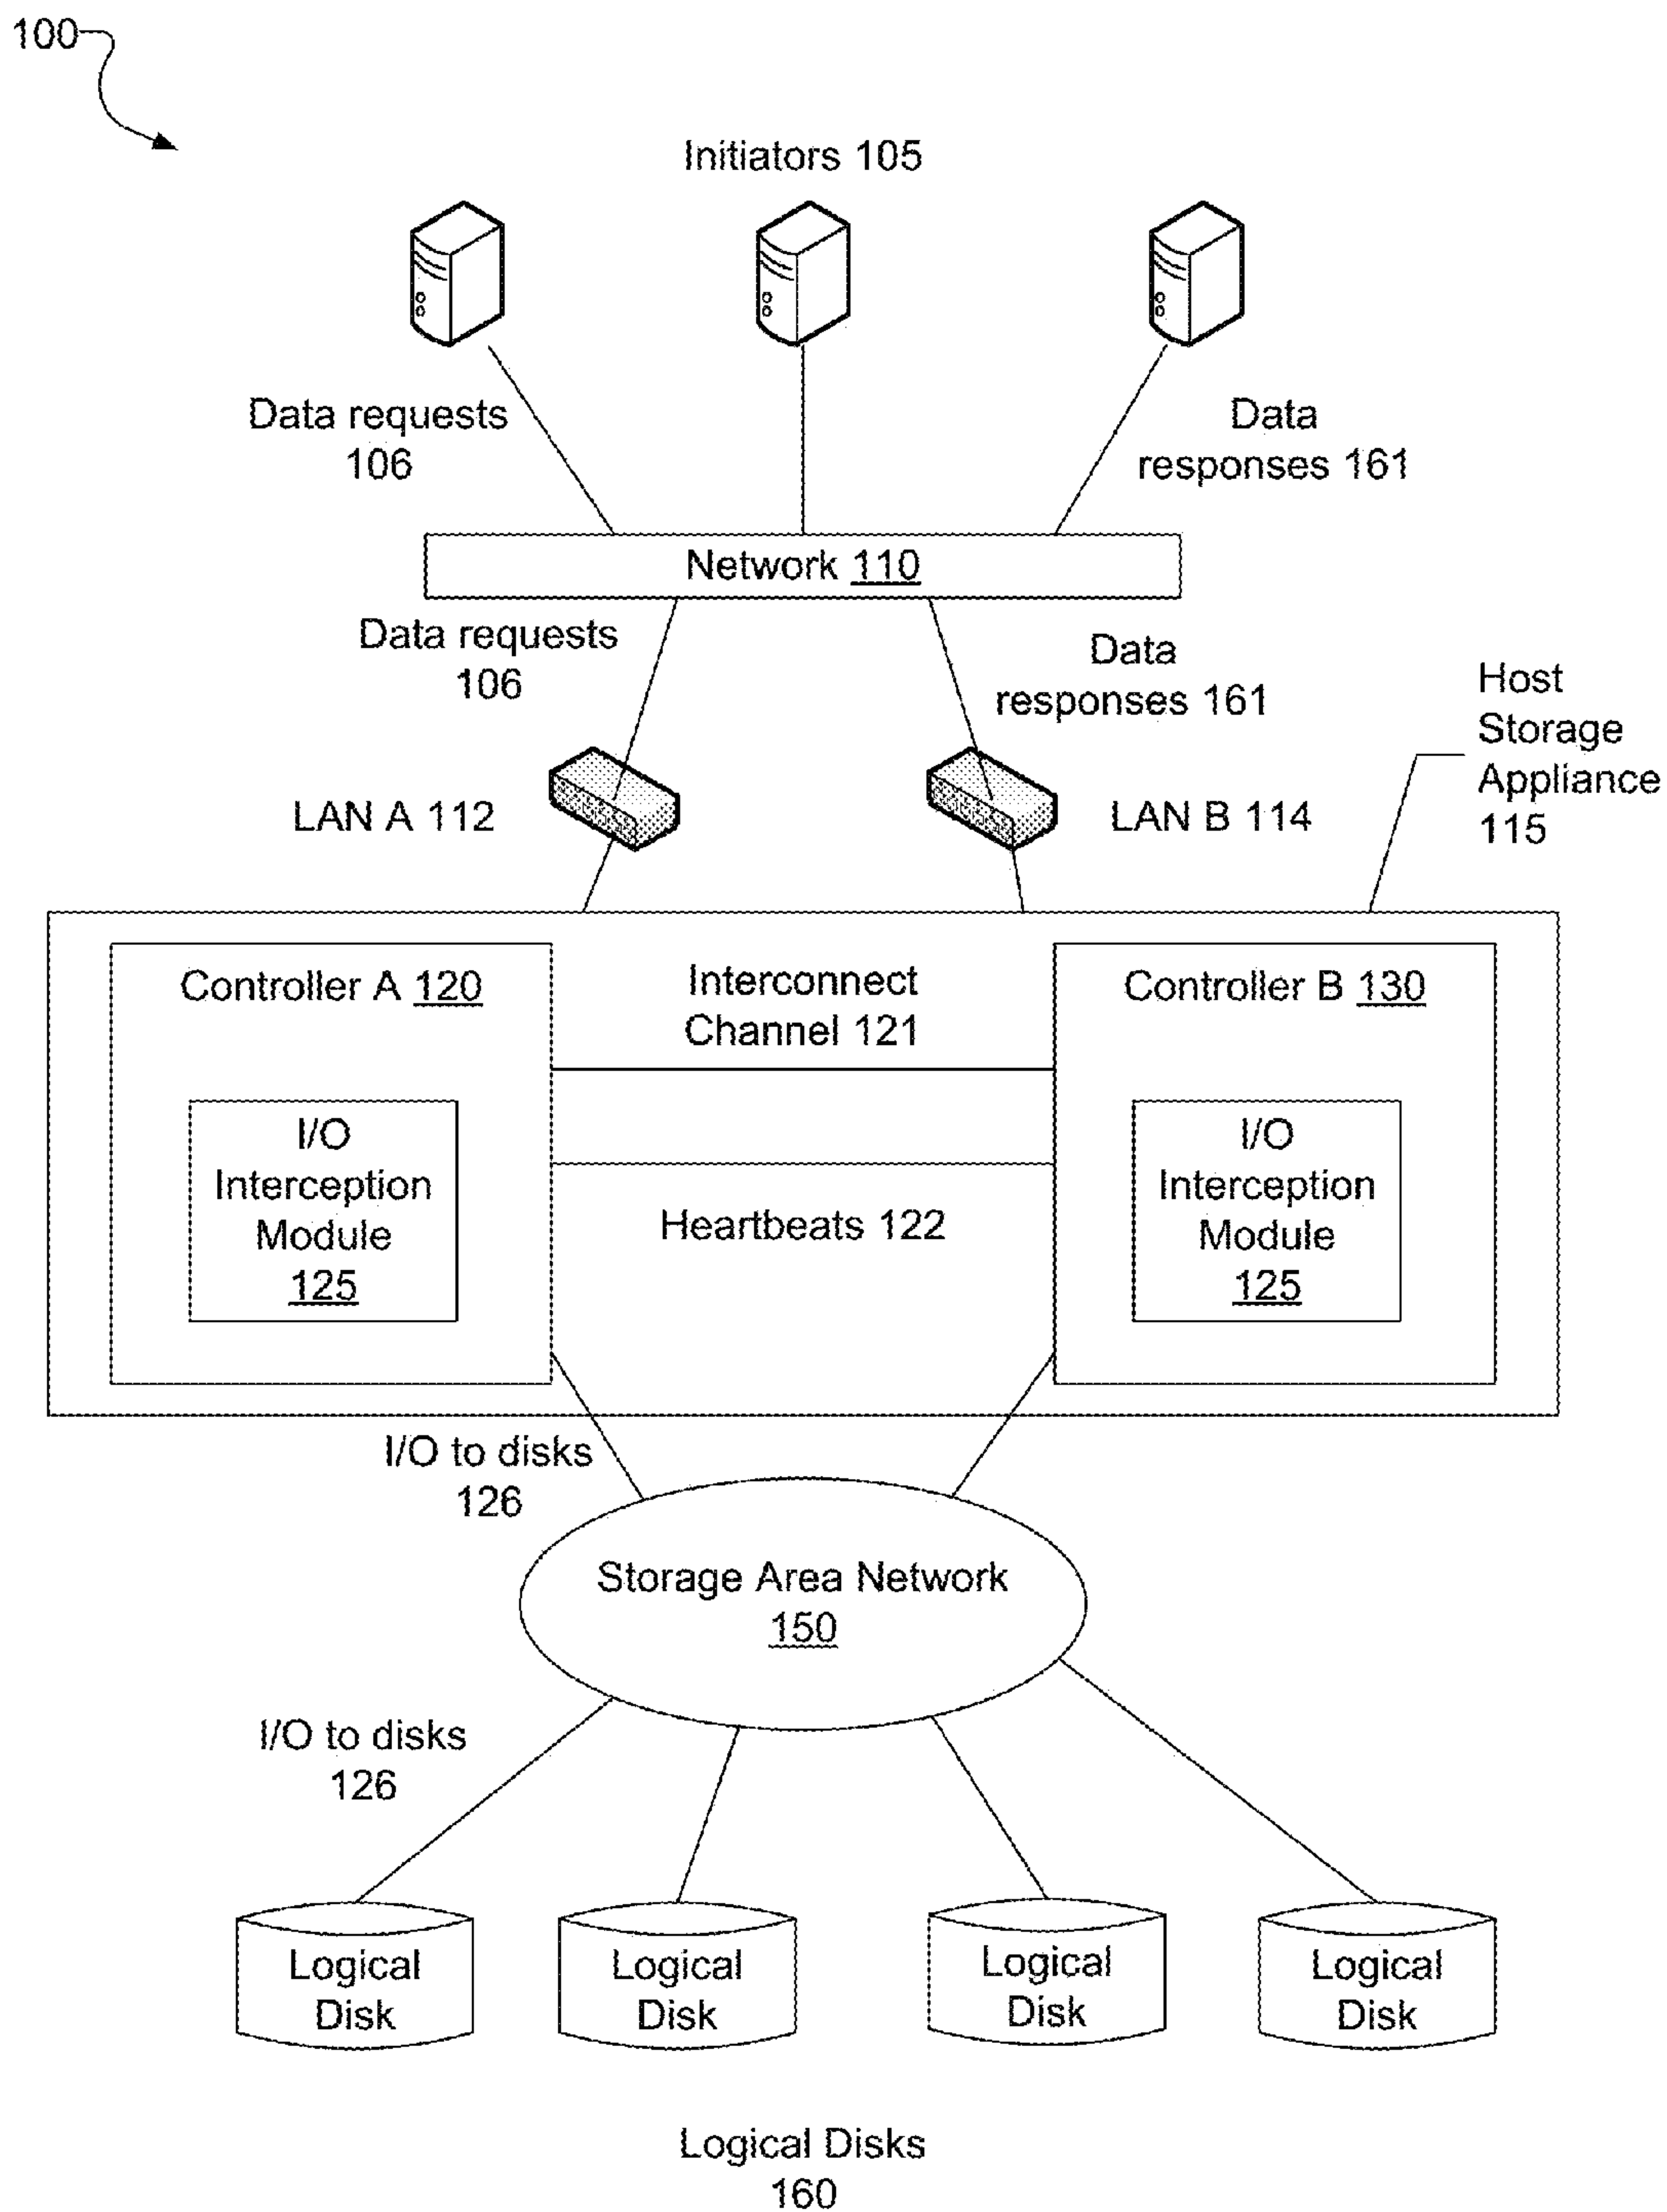 100
Initiators 105
Data requests
106
Data
responses 161
Network 110
Data requests
106
Data
responses 161
Host
Storage
Appliance
115
LAN A 112
LAN B 114
Controller A 120
Interconnect
Channel 121
Controller B 130
I/O
Interception
Module
125
Heartbeats 122
I/O
Interception
Module
125
I/O to disks
126
Storage Area Network
150
I/O to disks
126
Logical
Disk
Logical
Disk
Logical
Disk
Logical
Disk
Logical Disks
160